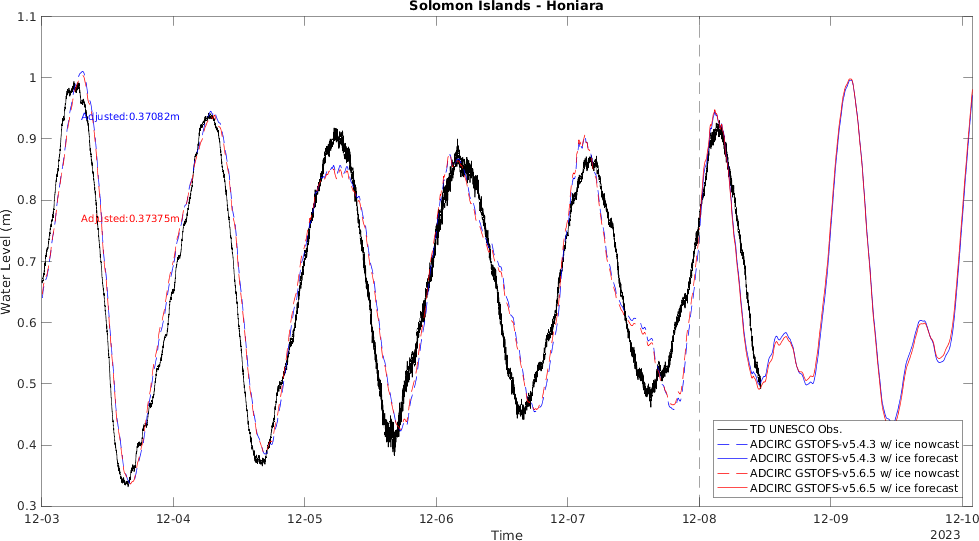 Solomon Islands - Honiara
1.1
1
0.9
0.8
0.7
0.6
0.5
0.4
0.3
Water Level (m)
Adjusted:0.37082m
Adjusted:0.37375m
TD UNESCO Obs.
ADCIRC GSTOFS-v5.4.3 w/ ice nowcast
ADCIRC GSTOFS-v5.4.3 w/ ice forecast
ADCIRC GSTOFS-v5.6.5 w/ ice nowcast
ADCIRC GSTOFS-v5.6.5 w/ ice forecast
12-03 12-04 12-05 12-06 12-07 12-08 12-09 12-10
Time
2023